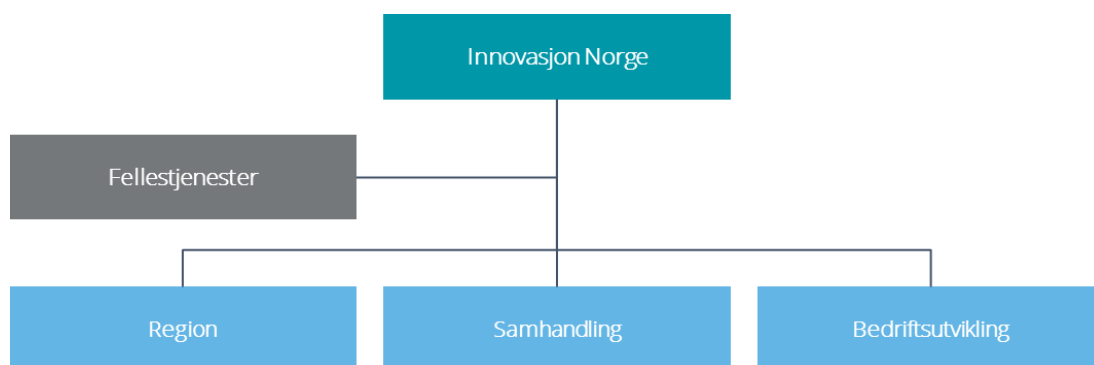 Innovasjon Norge
Fellestjenester
Region
Samhandling
Bedriftsutvikling